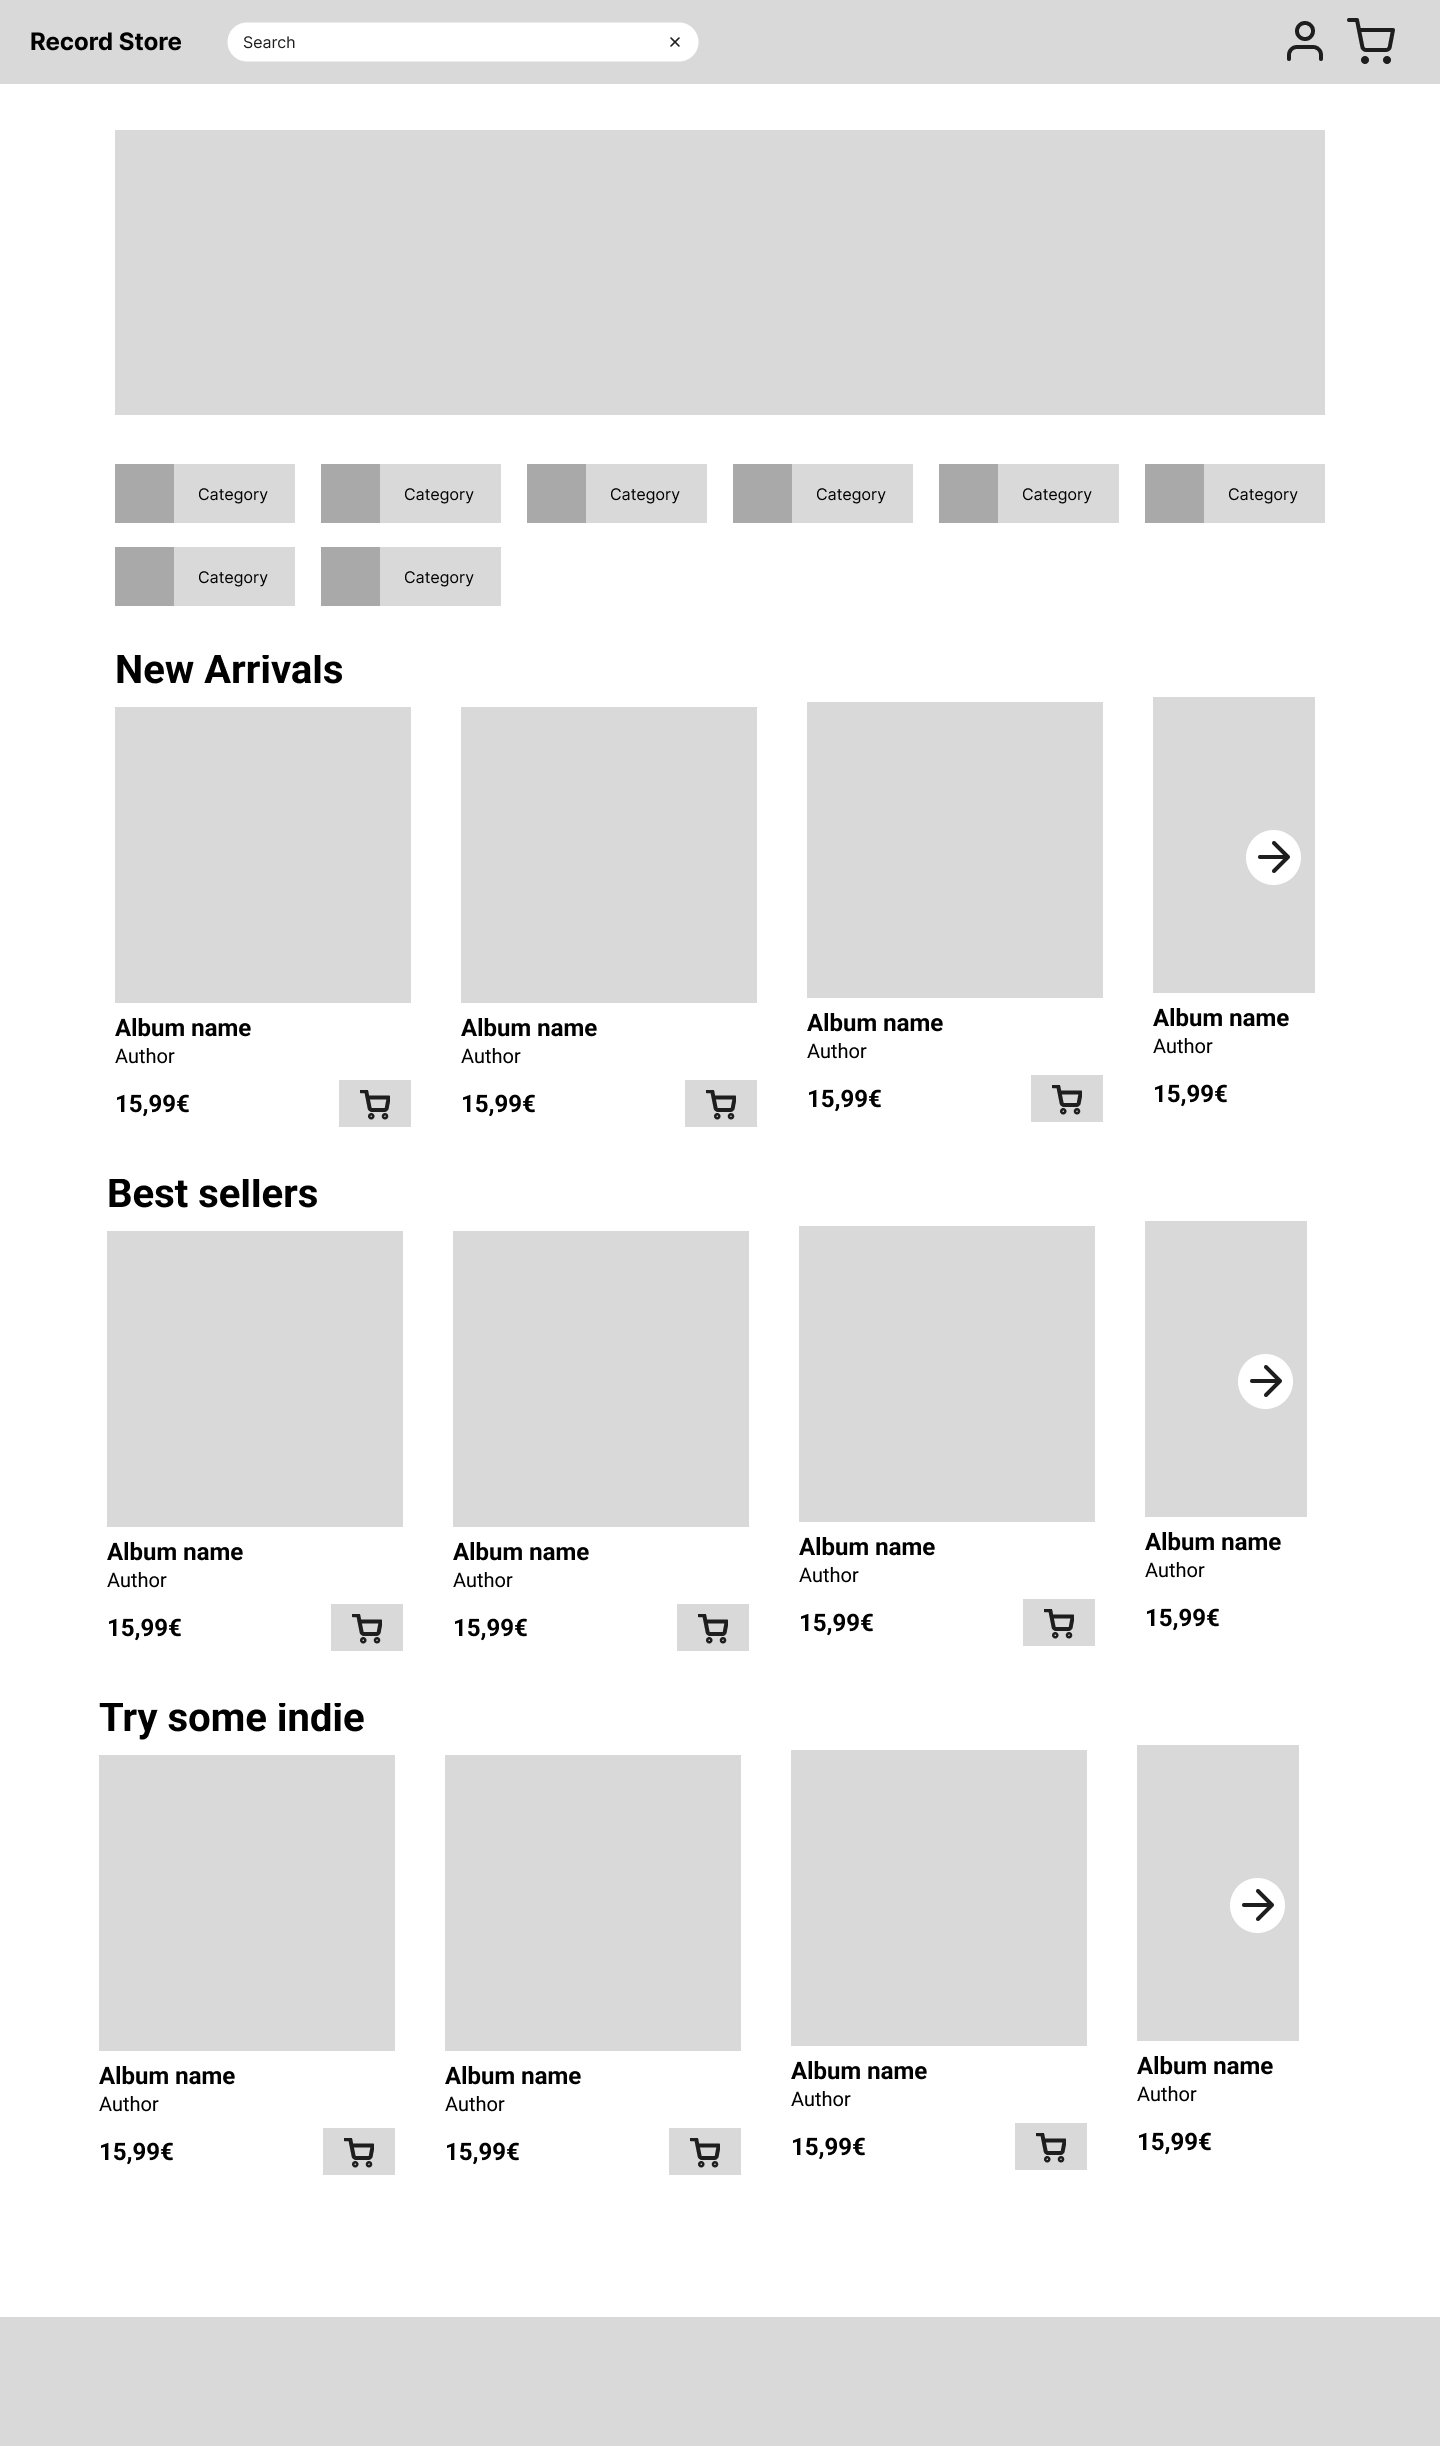 Record Store
Search
Category Category Category Category Category Category
Category Category
New Arrivals
Album name Album name Album name Album name
Author Author Author Author
15,99€ 15,99€ 15,99€ 15,99€
Best sellers
Album name Album name Album name Album name
Author Author Author Author
15,99€ 15,99€ 15,99€ 15,99€
Try some indie
Album name Album name Album name Album name
Author Author Author Author
15,99€ 15,99€ 15,99€ 15,99€